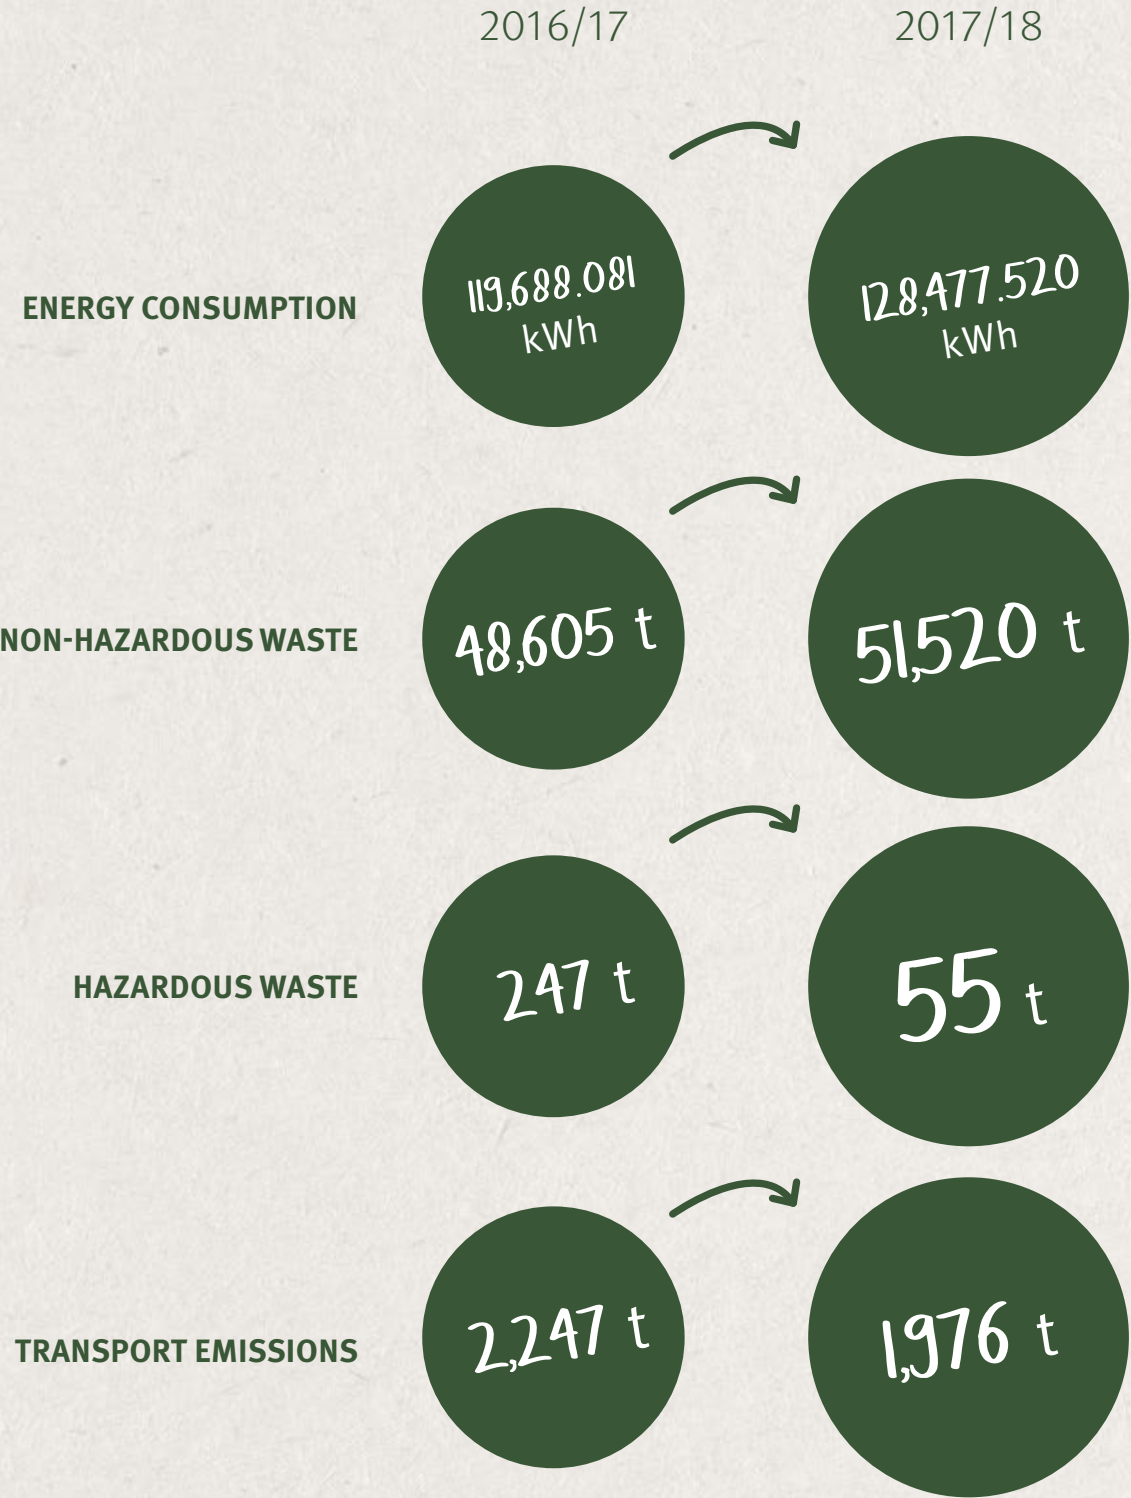 2016/17 2017/18
ENERGY CONSUMPTION
119,688.081
kWh
128,477.520
kWh
NON-HAZARDOUS WASTE
48,605 t
51,520 t
HAZARDOUS WASTE
247 t
55 t
TRANSPORT EMISSIONS
2,247 t
1,976 t